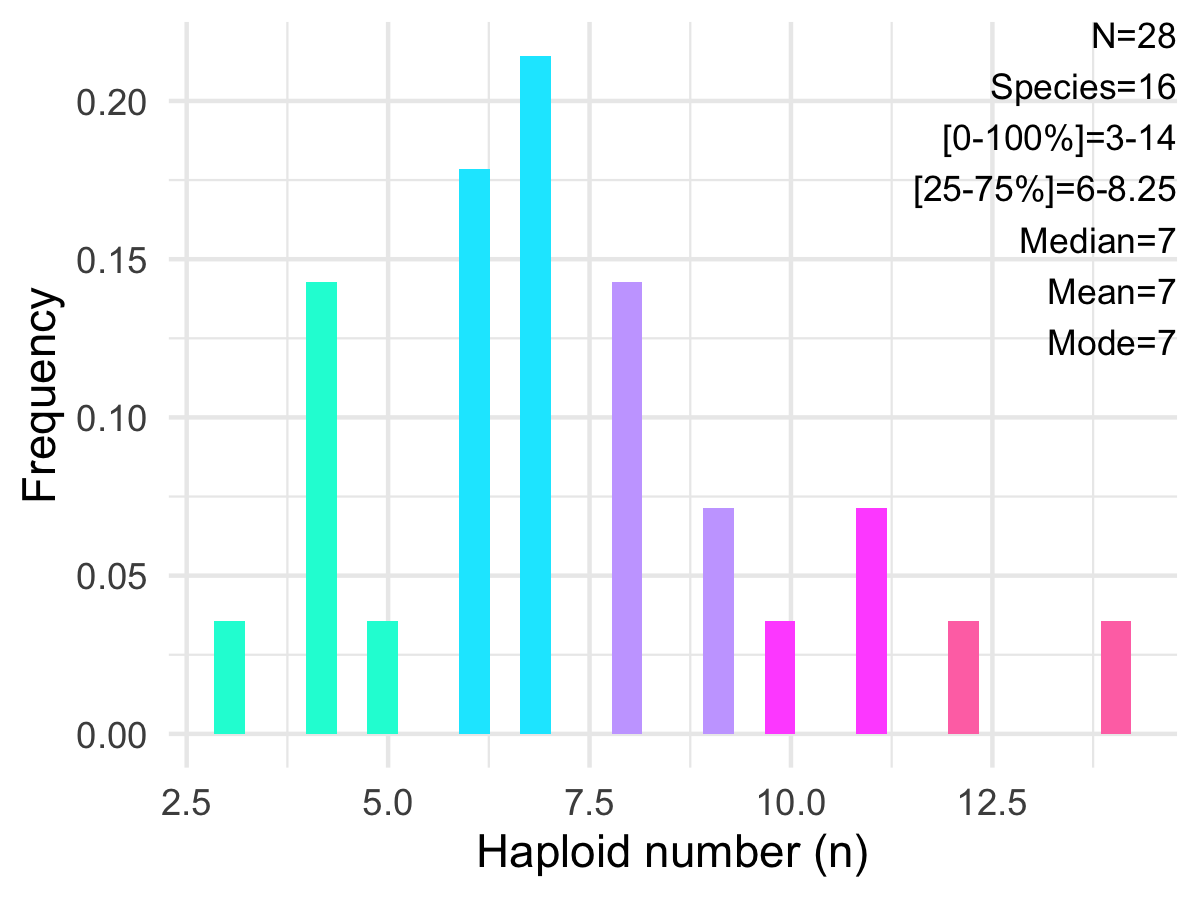 N=28
Species=16
[0-100%]=3-14
[25-75%]=6-8.25
Median=7
Mean=7
Mode=7
Frequency
0.20
0.15
0.10
0.05
0.00
2.5 5.0 7.5 10.0 12.5
Haploid number (n)